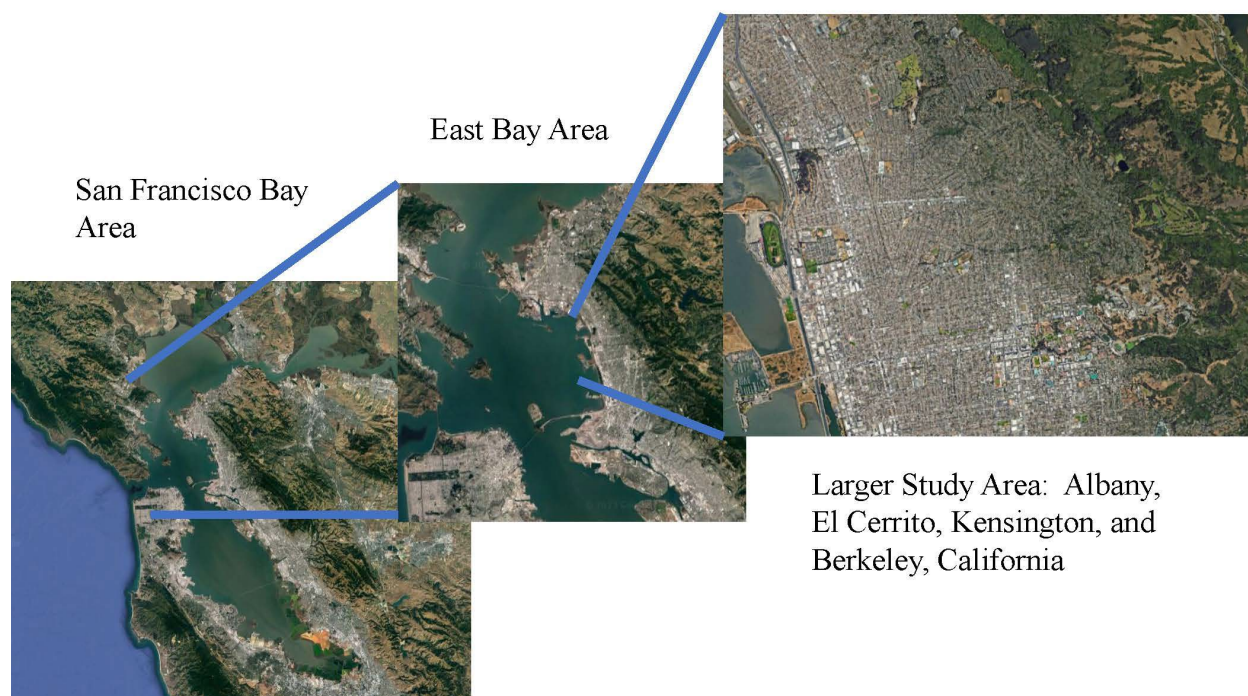 East Bay Area
San Francisco Bay
Area
Larger Study Area: Albany,
El Cerrito, Kensington, and
Berkeley, California